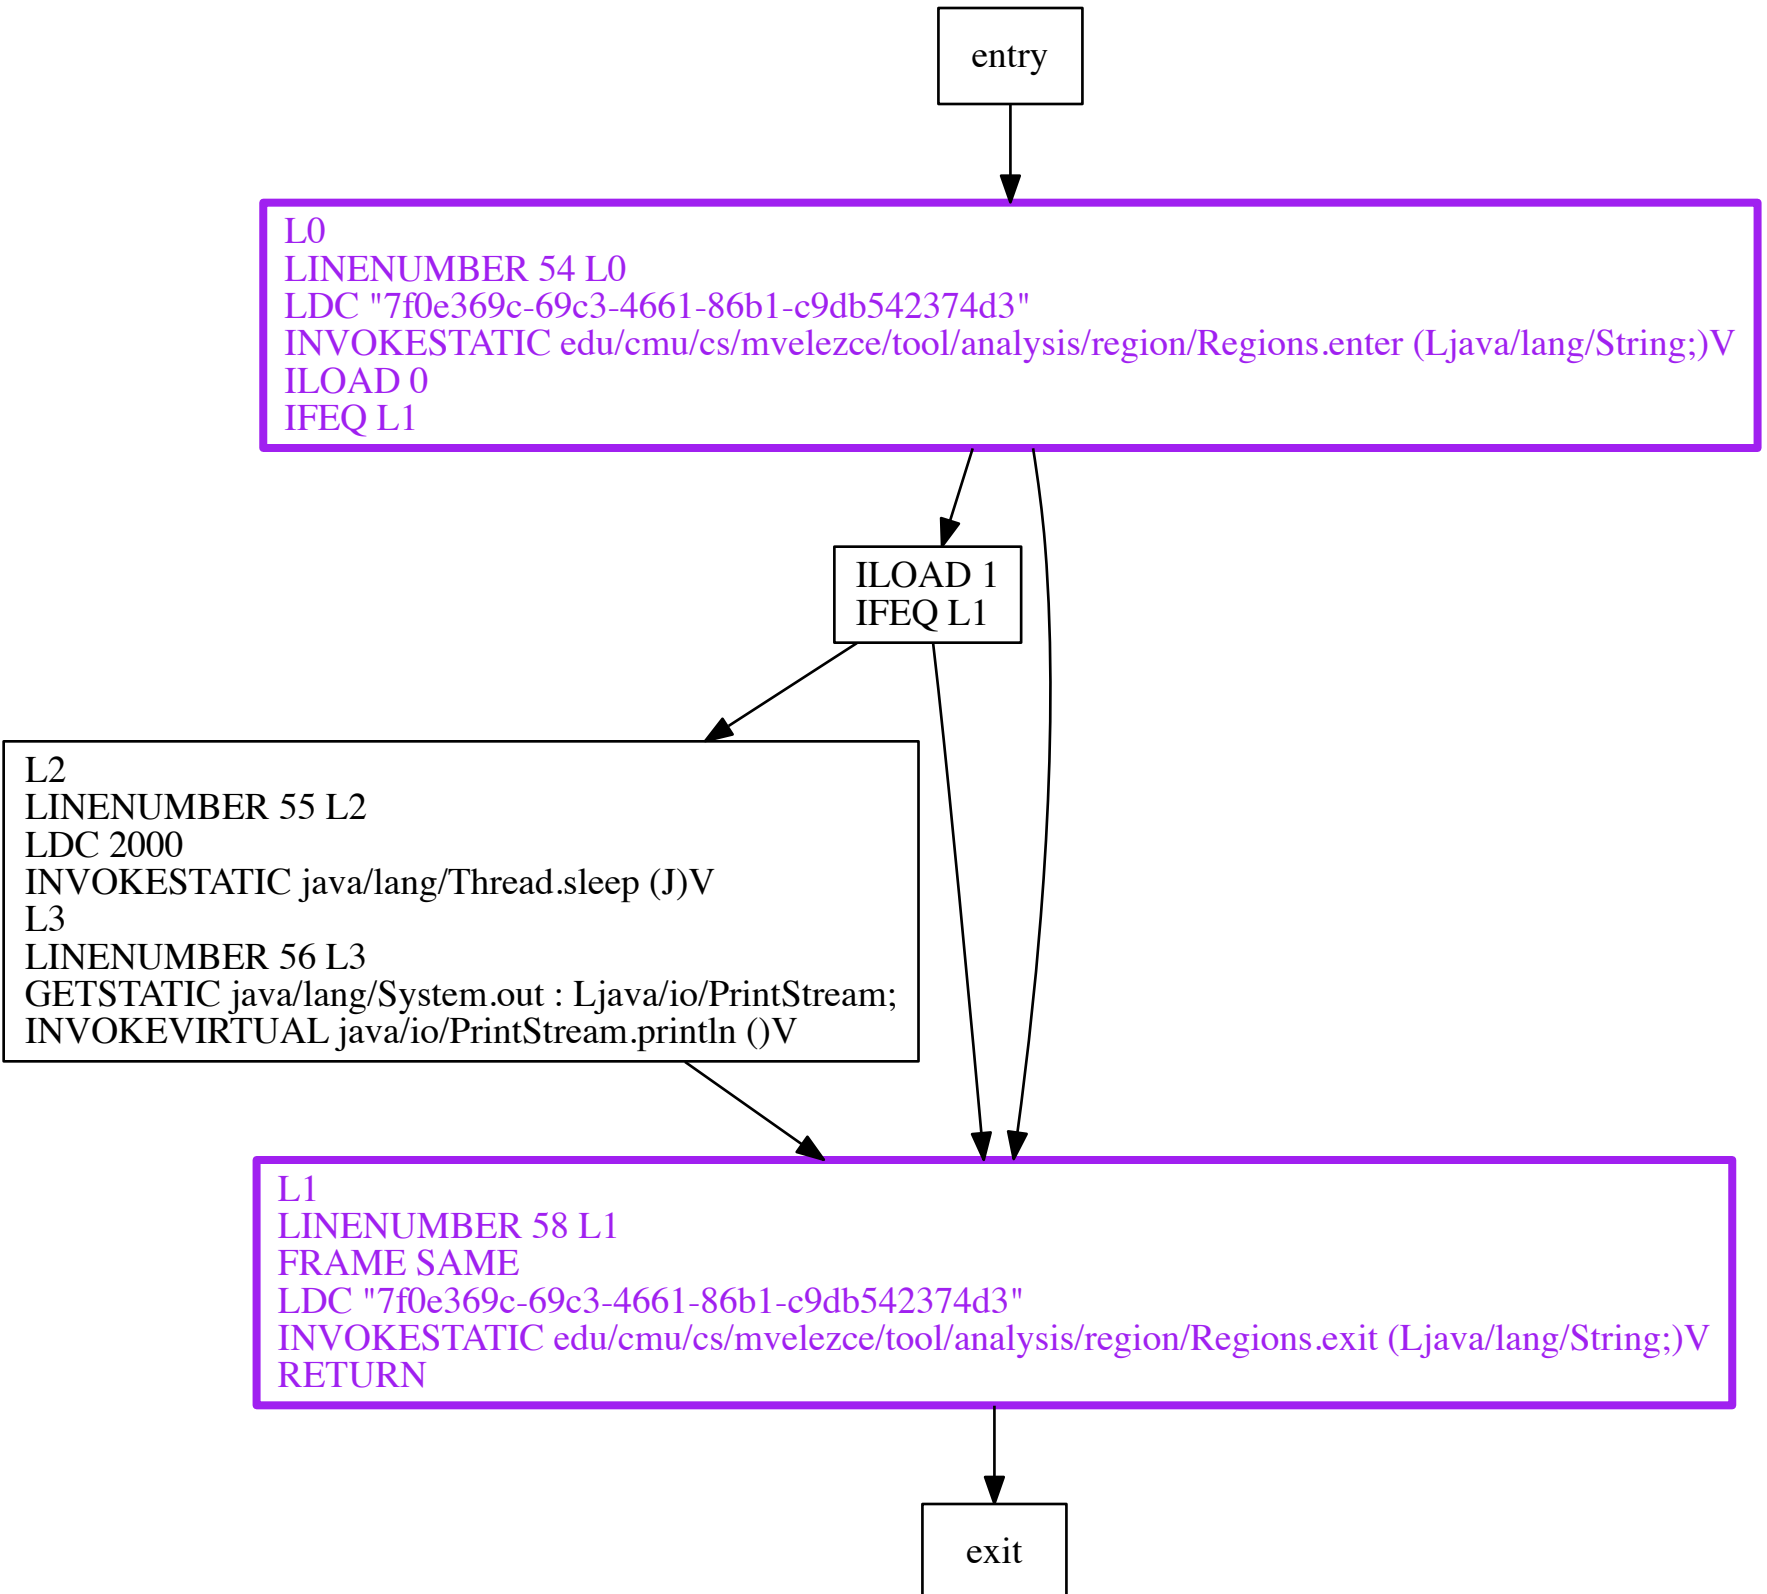 entry
L0
LINENUMBER 54 L0
LDC "7f0e369c-69c3-4661-86b1-c9db542374d3"
INVOKESTATIC edu/cmu/cs/mvelezce/tool/analysis/region/Regions.enter (Ljava/lang/String;)V
ILOAD 0
IFEQ L1
ILOAD 1
IFEQ L1
L2
LINENUMBER 55 L2
LDC 2000
INVOKESTATIC java/lang/Thread.sleep (J)V
L3
LINENUMBER 56 L3
GETSTATIC java/lang/System.out : Ljava/io/PrintStream;
INVOKEVIRTUAL java/io/PrintStream.println ()V
L1
LINENUMBER 58 L1
FRAME SAME
LDC "7f0e369c-69c3-4661-86b1-c9db542374d3"
INVOKESTATIC edu/cmu/cs/mvelezce/tool/analysis/region/Regions.exit (Ljava/lang/String;)V
RETURN
exit